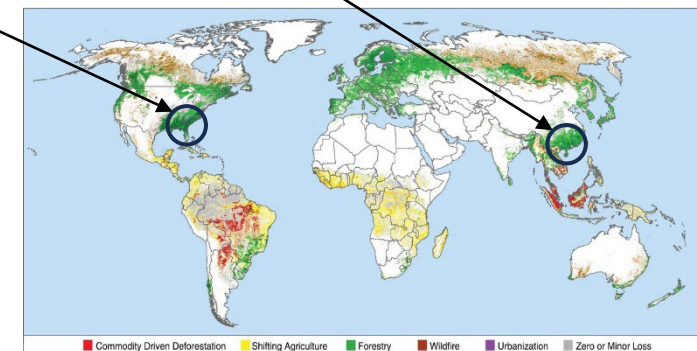 Commodity Driven Deforestation Shifting Agriculture Forestry Wildfire Urbanization Zero or Minor Loss